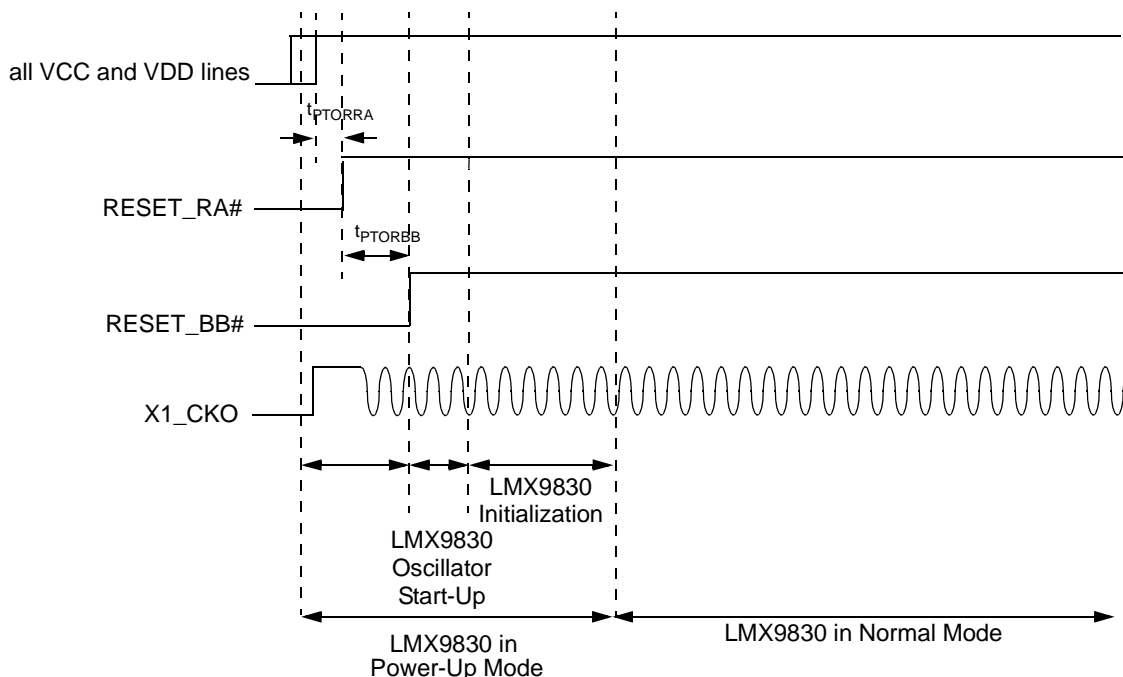 all VCC and VDD lines
tPTORRA
RESET_RA#
tPTORBB
RESET_BB#
X1_CKO
LMX9830
Initialization
LMX9830
Oscillator
Start-Up
LMX9830 in
Power-Up Mode
LMX9830 in Normal Mode